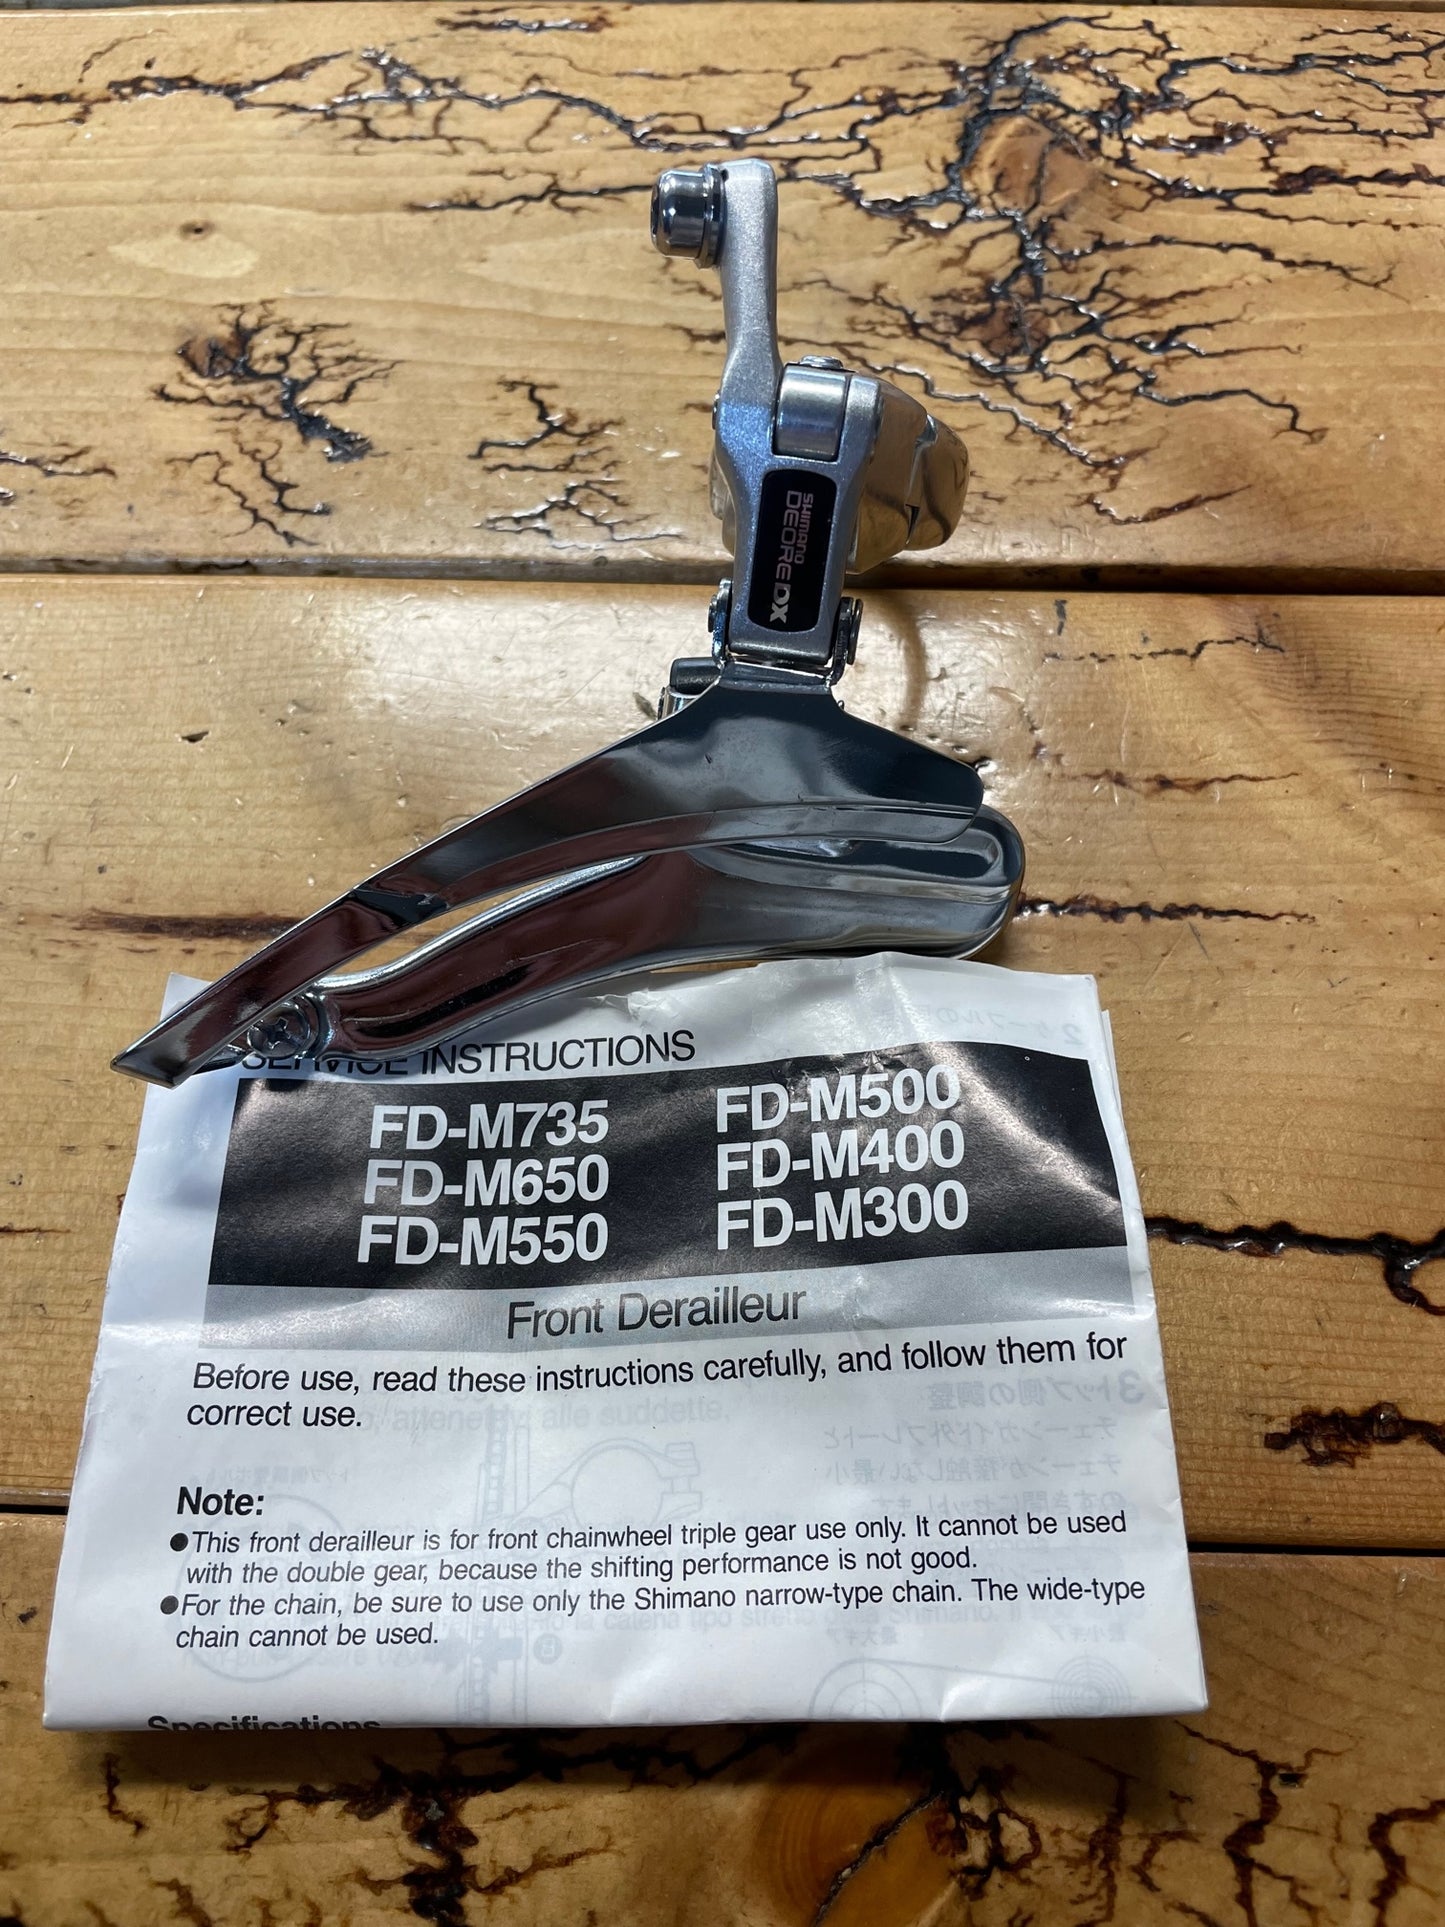 SHIMANO
DEORE DX
SERVICE INSTRUCTIONS
FD-M735 FD-M500
FD-M650 FD-M400
FD-M550 FD-M300
Front Derailleur
Before use, read these instructions carefully, and follow them for
correct use.
Note:
●This front derailleur is for front chainwheel triple gear use only. It cannot be used
with the double gear, because the shifting performance is not good.
●For the chain, be sure to use only the Shimano narrow-type chain. The wide-type
chain cannot be used.
Specifications